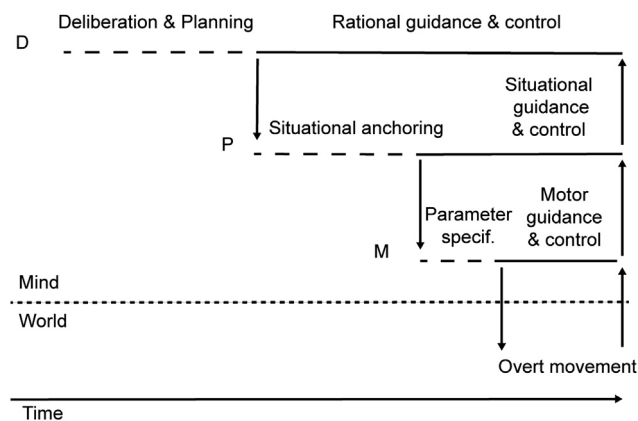 Deliberation & Planning
Rational guidance & control
D
Situational
guidance
& control
Situational anchoring
P
Parameter
specif.
Motor
guidance
& control
M
Mind
World
Overt movement
Time